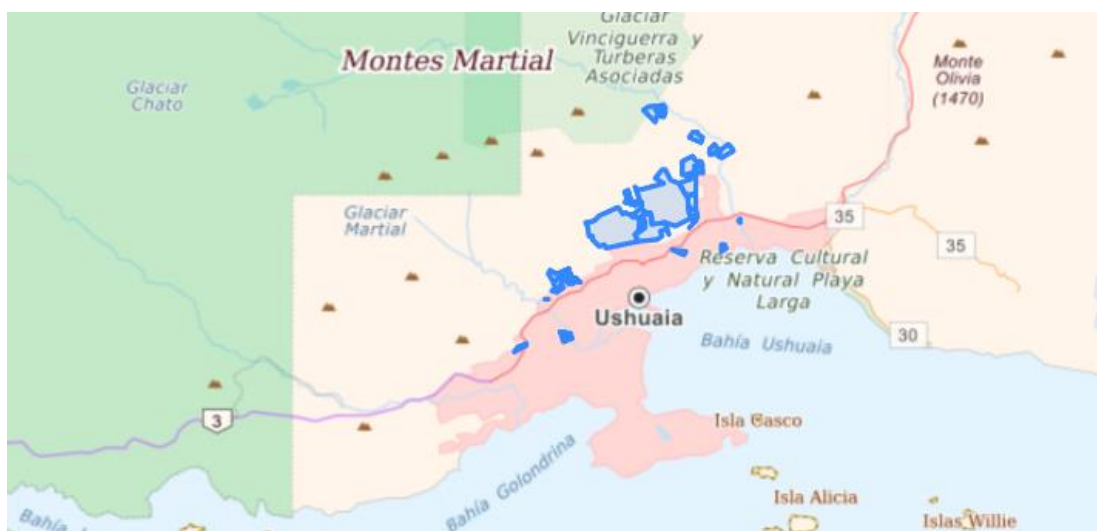 Glaciar
Vinciguerra y
Turberas
Asociadas
Montes Martial
Monte
Olivia
(1470)
Glaciar
Chato
Glaciar
Martial
35
35
Reserva Cultural
y Natural Playa
Larga
Ushuaia
Bahía Ushuaia
30
3
Isla Casco
Bahía Golondrina
Isla Alicia
Islas Willie
Bahía